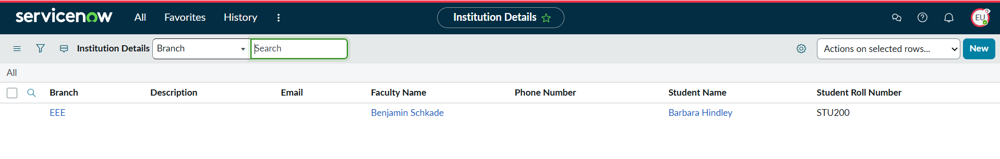 servicenow All Favorites History Institution Details EU
Institution Details Branch Search Actions on selected rows... New
All
Branch Description Email Faculty Name Phone Number Student Name Student Roll Number
EEE Benjamin Schkade Barbara Hindley STU200